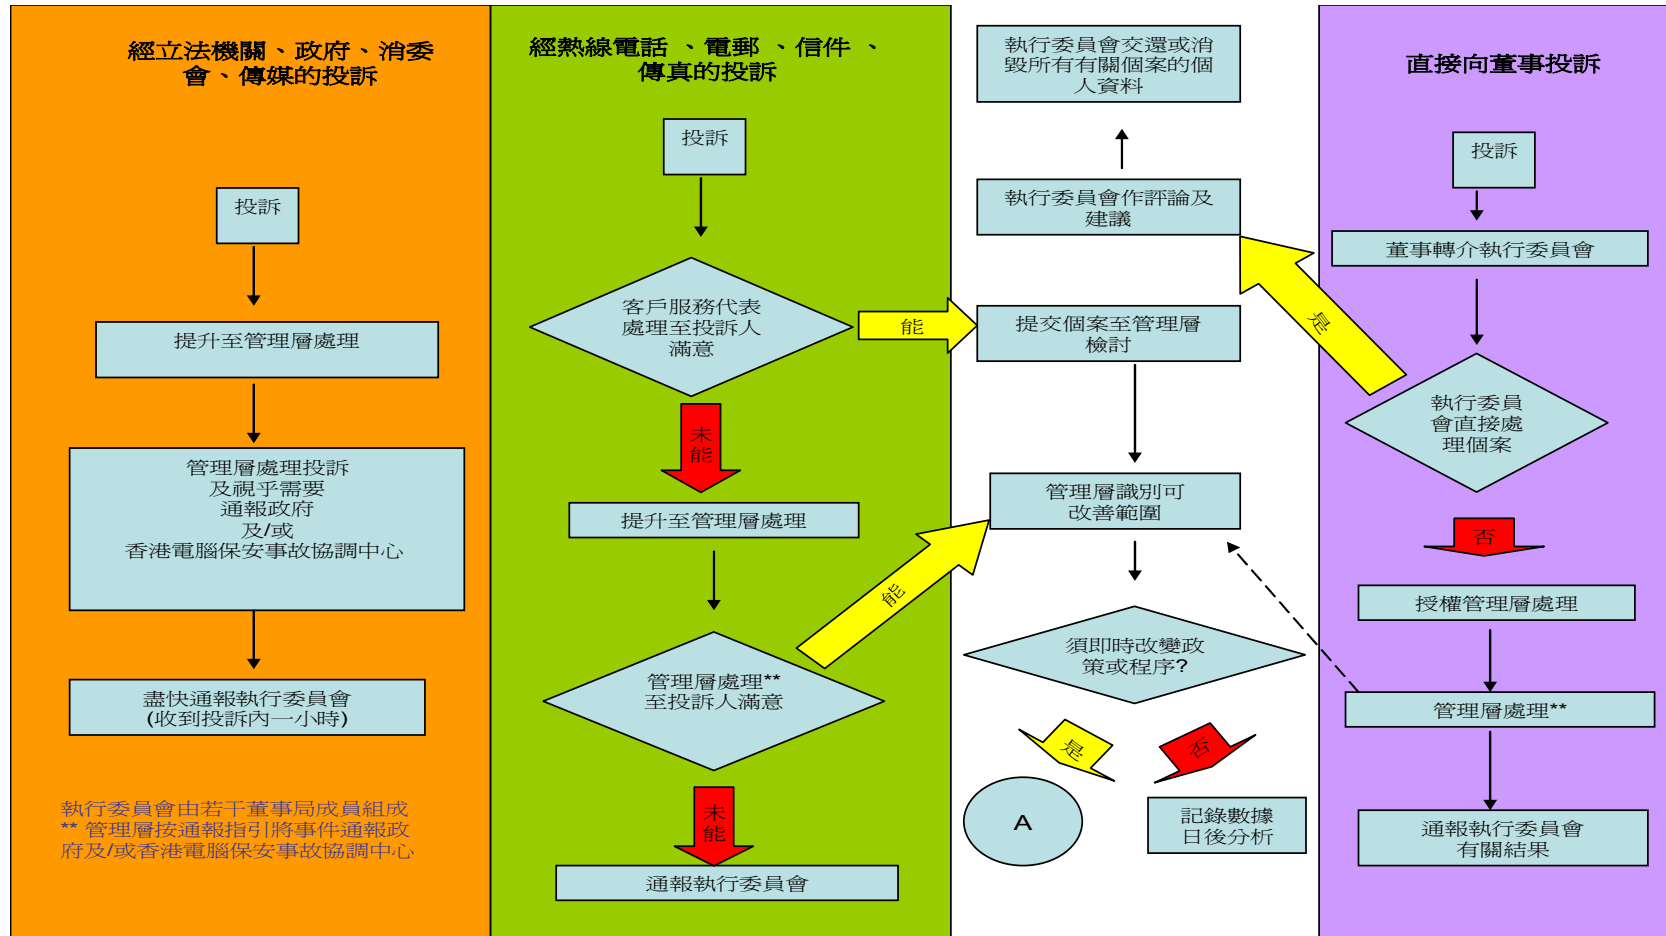 經立法機關、政府、消委
會、傳媒的投訴
投訴
提升至管理層處理
管理層處理投訴
及視乎需要
通報政府
及/或
香港電腦保安事故協調中心
盡快通報執行委員會
(收到投訴內一小時)
執行委員會由若干董事局成員組成
** 管理層按通報指引將事件通報政
府及/或香港電腦保安事故協調中心
經熱線電話 、電郵 、信件 、
傳真的投訴
投訴
客戶服務代表
處理至投訴人
滿意
能
未
能
提升至管理層處理
能
管理層處理**
至投訴人滿意
未
能
通報執行委員會
執行委員會交還或消
毀所有有關個案的個
人資料
執行委員會作評論及
建議
提交個案至管理層
檢討
管理層識別可
改善範圍
須即時改變政
策或程序?
是
否
A
記錄數據
日後分析
直接向董事投訴
投訴
董事轉介執行委員會
是
執行委員
會直接處
理個案
否
授權管理層處理
管理層處理**
通報執行委員會
有關結果